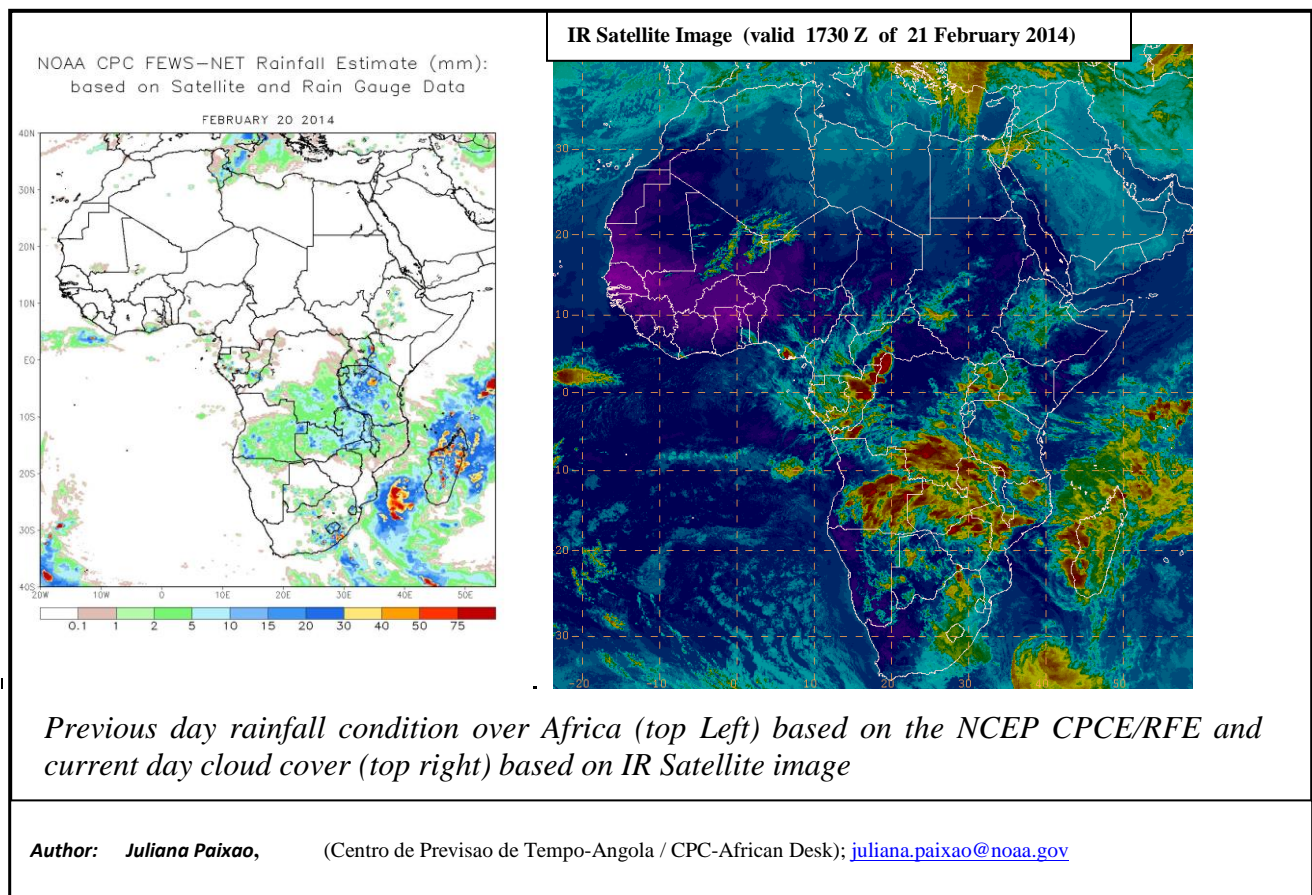 IR Satellite Image (valid 1730 Z of 21 February 2014)
NOAA CPC FEWS-NET Rainfall Estimate (mm):
based on Satellite and Rain Gauge Data
FEBRUARY 20 2014
40N
30N
20N
10N
EQ
10S
20S
30S
40S
20W 10W 0 10E 20E 30E 40E 50E
0.1 1 2 5 10 15 20 30 40 50 75
30
20
10
0
-10
-20
-30
-20 -10 0 10 20 30 40 50
Previous day rainfall condition over Africa (top Left) based on the NCEP CPCE/RFE and
current day cloud cover (top right) based on IR Satellite image
Author: Juliana Paixao, (Centro de Previsao de Tempo-Angola / CPC-African Desk); juliana.paixao@noaa.gov